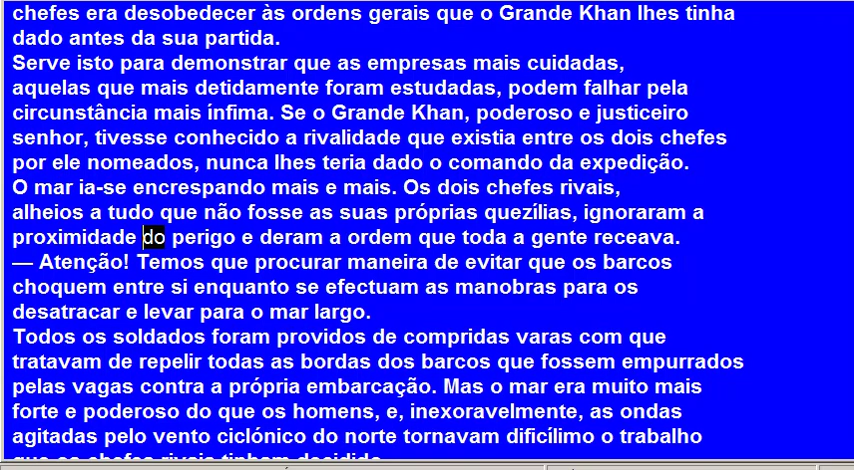 chefes era desobedecer às ordens gerais que o Grande Khan lhes tinha
dado antes da sua partida.
Serve isto para demonstrar que as empresas mais cuidadas,
aquelas que mais detidamente foram estudadas, podem falhar pela
circunstância mais ínfima. Se o Grande Khan, poderoso e justiceiro
senhor, tivesse conhecido a rivalidade que existia entre os dois chefes
por ele nomeados, nunca lhes teria dado o comando da expedição.
O mar ia-se encrespando mais e mais. Os dois chefes rivais,
alheios a tudo que não fosse as suas próprias quezílias, ignoraram a
proximidade do perigo e deram a ordem que toda a gente receava.
— Atenção! Temos que procurar maneira de evitar que os barcos
choquem entre si enquanto se efectuam as manobras para os
desatracar e levar para o mar largo.
Todos os soldados foram providos de compridas varas com que
tratavam de repelir todas as bordas dos barcos que fossem empurrados
pelas vagas contra a própria embarcação. Mas o mar era muito mais
forte e poderoso do que os homens, e, inexoravelmente, as ondas
agitadas pelo vento ciclónico do norte tornavam dificílimo o trabalho
que os chefes rivais tinham decidido